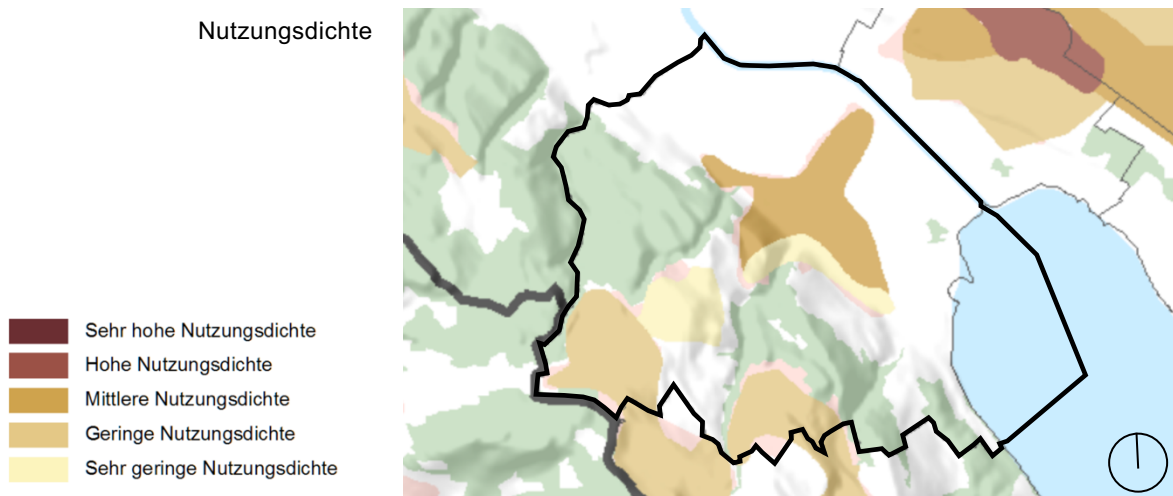 Nutzungsdichte
Sehr hohe Nutzungsdichte
Hohe Nutzungsdichte
Mittlere Nutzungsdichte
Geringe Nutzungsdichte
Sehr geringe Nutzungsdichte